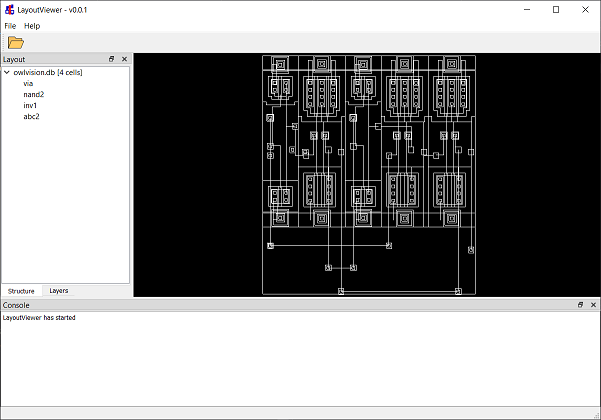 LayoutViewer - v0.0.1
File Help
Layout
owlvision.db [4 cells]
via
nand2
inv1
abc2
Structure Layers
Console
LayoutViewer has started